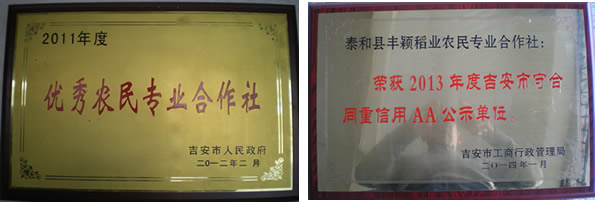 2011年度
优秀农民专业合作社
吉安市人民政府
二〇一二年二月
泰和县丰颖稻业农民专业合作社：
荣获2013年度吉安市守合
同重信用AA公示单位。
吉安市工商行政管理局
二〇一四年一月